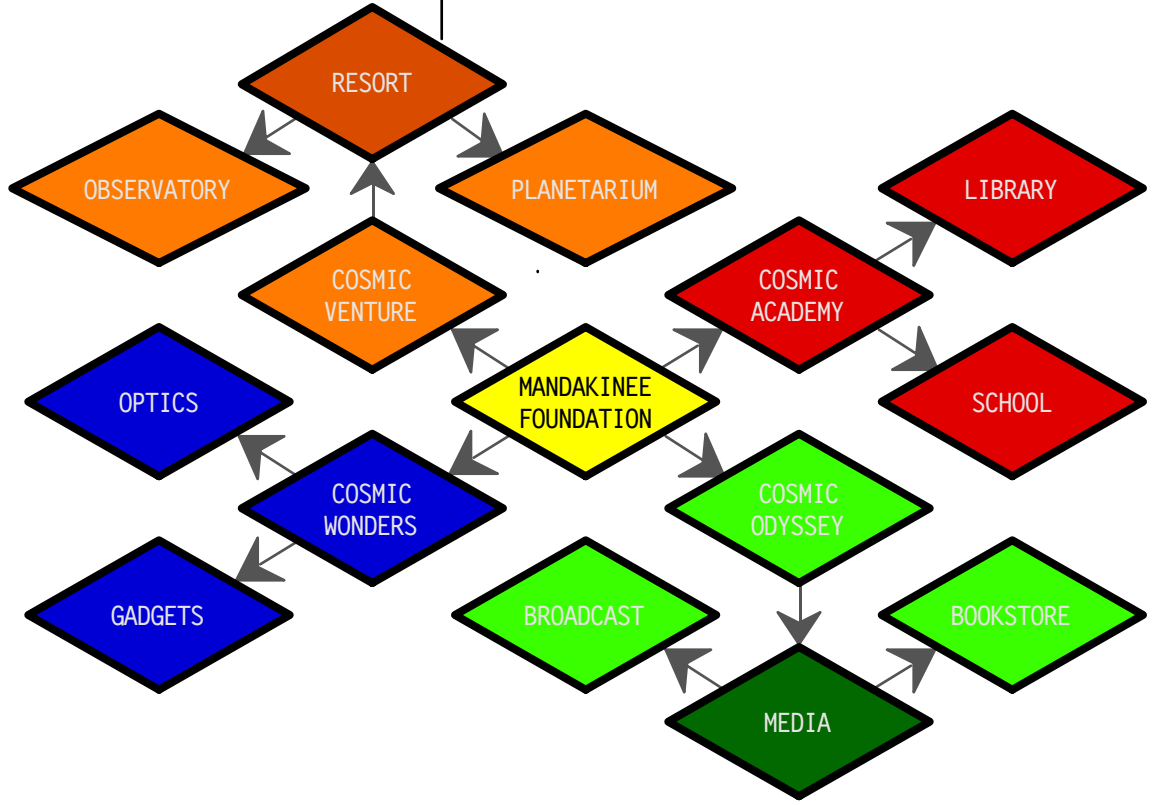 RESORT
OBSERVATORY
PLANETARIUM
LIBRARY
COSMIC
VENTURE
COSMIC
ACADEMY
OPTICS
MANDAKINEE
FOUNDATION
SCHOOL
COSMIC
WONDERS
COSMIC
ODYSSEY
GADGETS
BROADCAST
BOOKSTORE
MEDIA